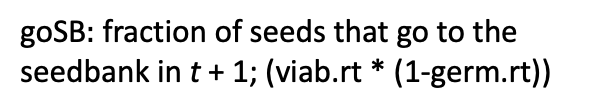 goSB: fraction of seeds that go to the
seedbank in t + 1; (viab.rt * (1-germ.rt))